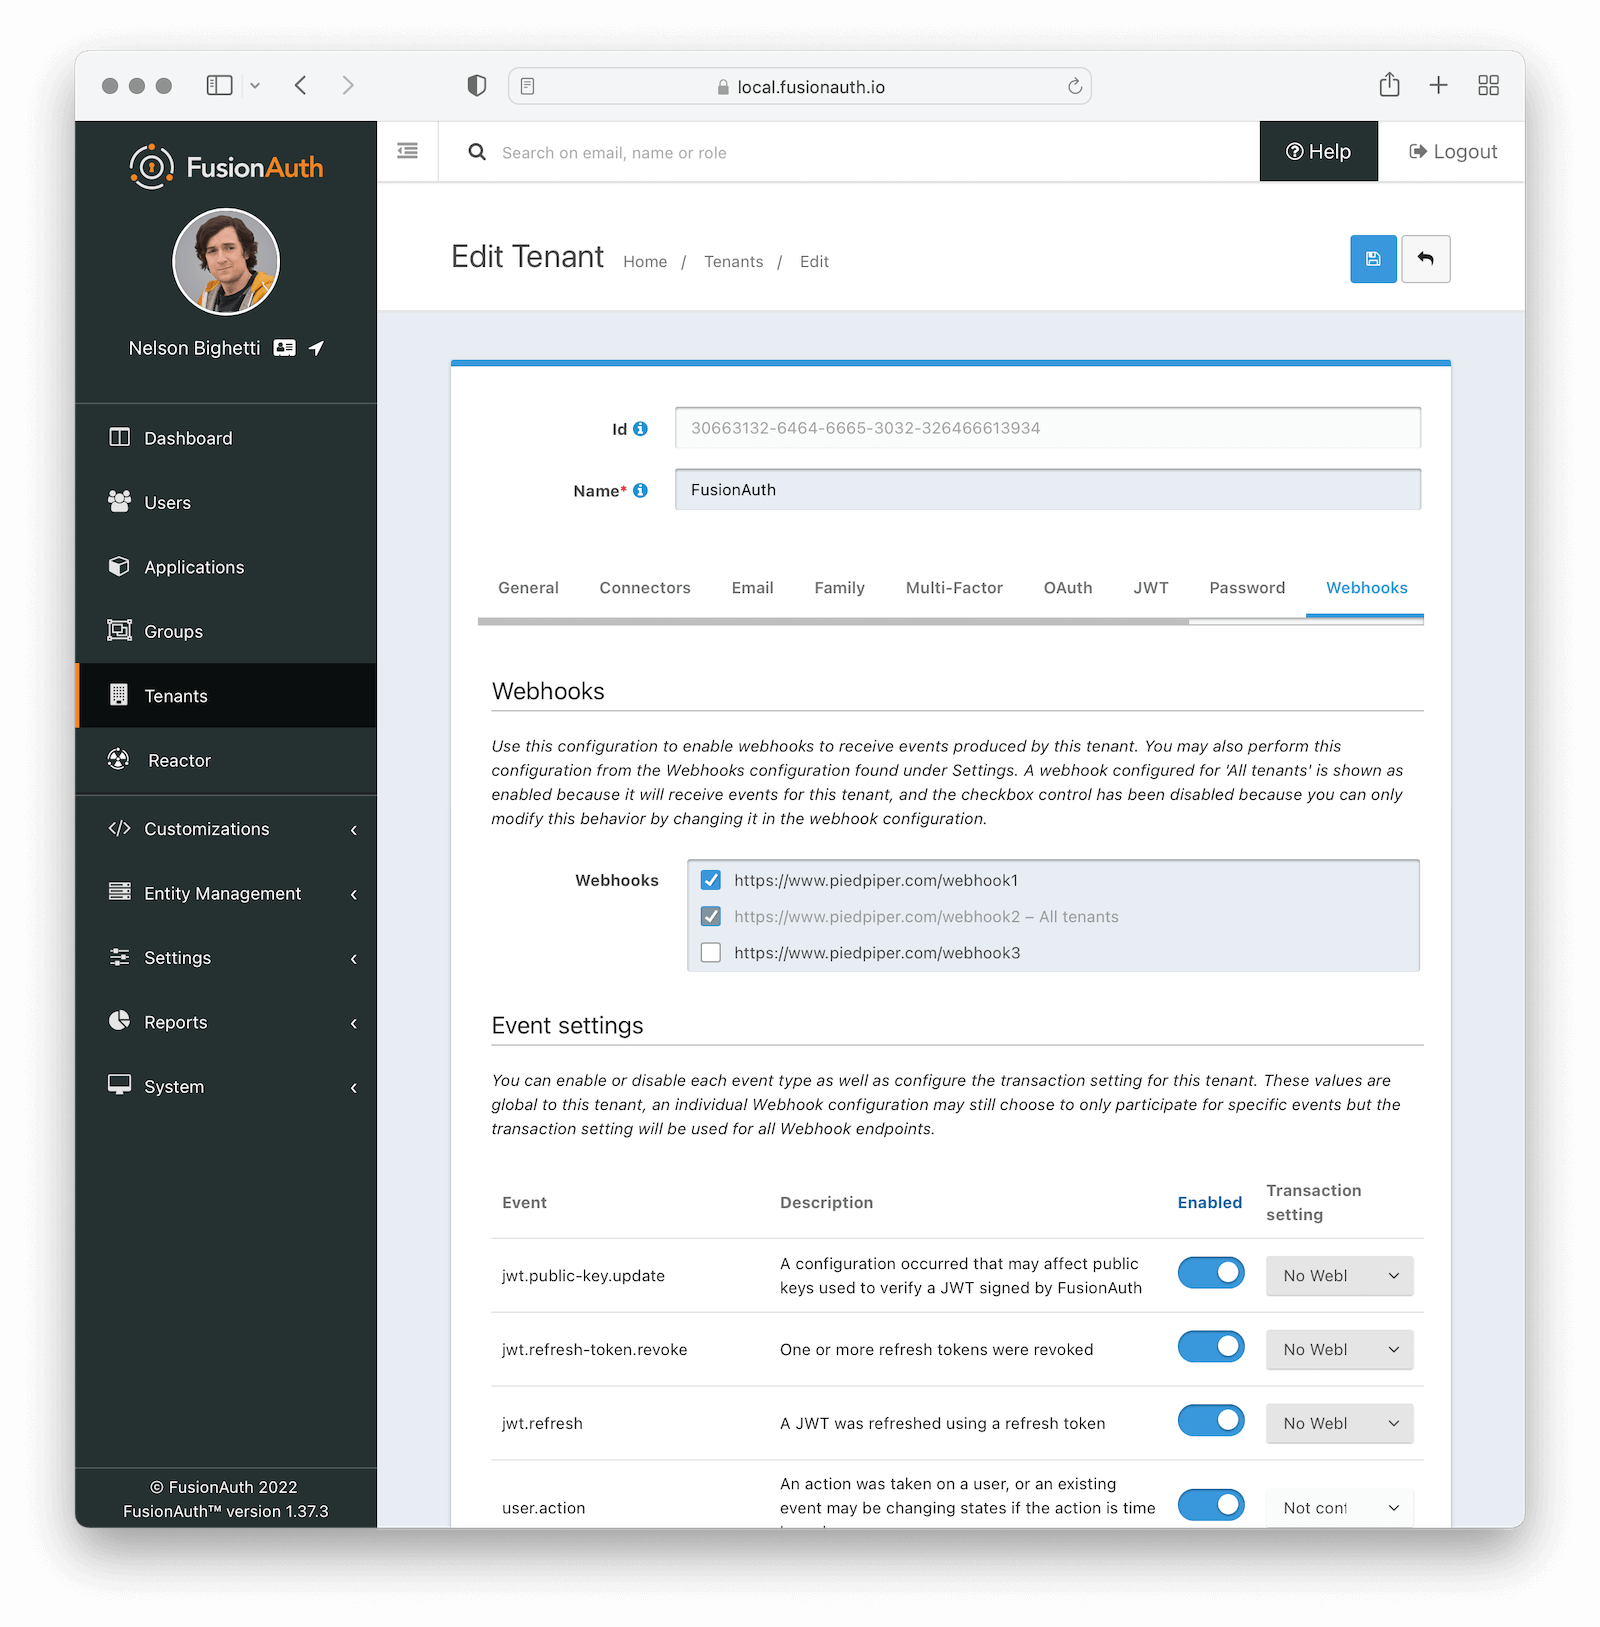 local.fusionauth.io
FusionAuth
Search on email, name or role
Help
Logout
Nelson Bighetti
Dashboard
Users
Applications
Groups
Tenants
Reactor
Customizations
Entity Management
Settings
Reports
System
© FusionAuth 2022
FusionAuth™ version 1.37.3
Edit Tenant
Home / Tenants / Edit
Id
30663132-6464-6665-3032-326466613934
Name*
FusionAuth
General Connectors Email Family Multi-Factor OAuth JWT Password Webhooks
Webhooks
Use this configuration to enable webhooks to receive events produced by this tenant. You may also perform this
configuration from the Webhooks configuration found under Settings. A webhook configured for 'All tenants' is shown as
enabled because it will receive events for this tenant, and the checkbox control has been disabled because you can only
modify this behavior by changing it in the webhook configuration.
Webhooks
https://www.piedpiper.com/webhook1
https://www.piedpiper.com/webhook2 – All tenants
https://www.piedpiper.com/webhook3
Event settings
You can enable or disable each event type as well as configure the transaction setting for this tenant. These values are
global to this tenant, an individual Webhook configuration may still choose to only participate for specific events but the
transaction setting will be used for all Webhook endpoints.
Event
Description
Enabled
Transaction
setting
jwt.public-key.update
A configuration occurred that may affect public
keys used to verify a JWT signed by FusionAuth
No Webl
jwt.refresh-token.revoke
One or more refresh tokens were revoked
No Webl
jwt.refresh
A JWT was refreshed using a refresh token
No Webl
user.action
An action was taken on a user, or an existing
event may be changing states if the action is time
Not conf